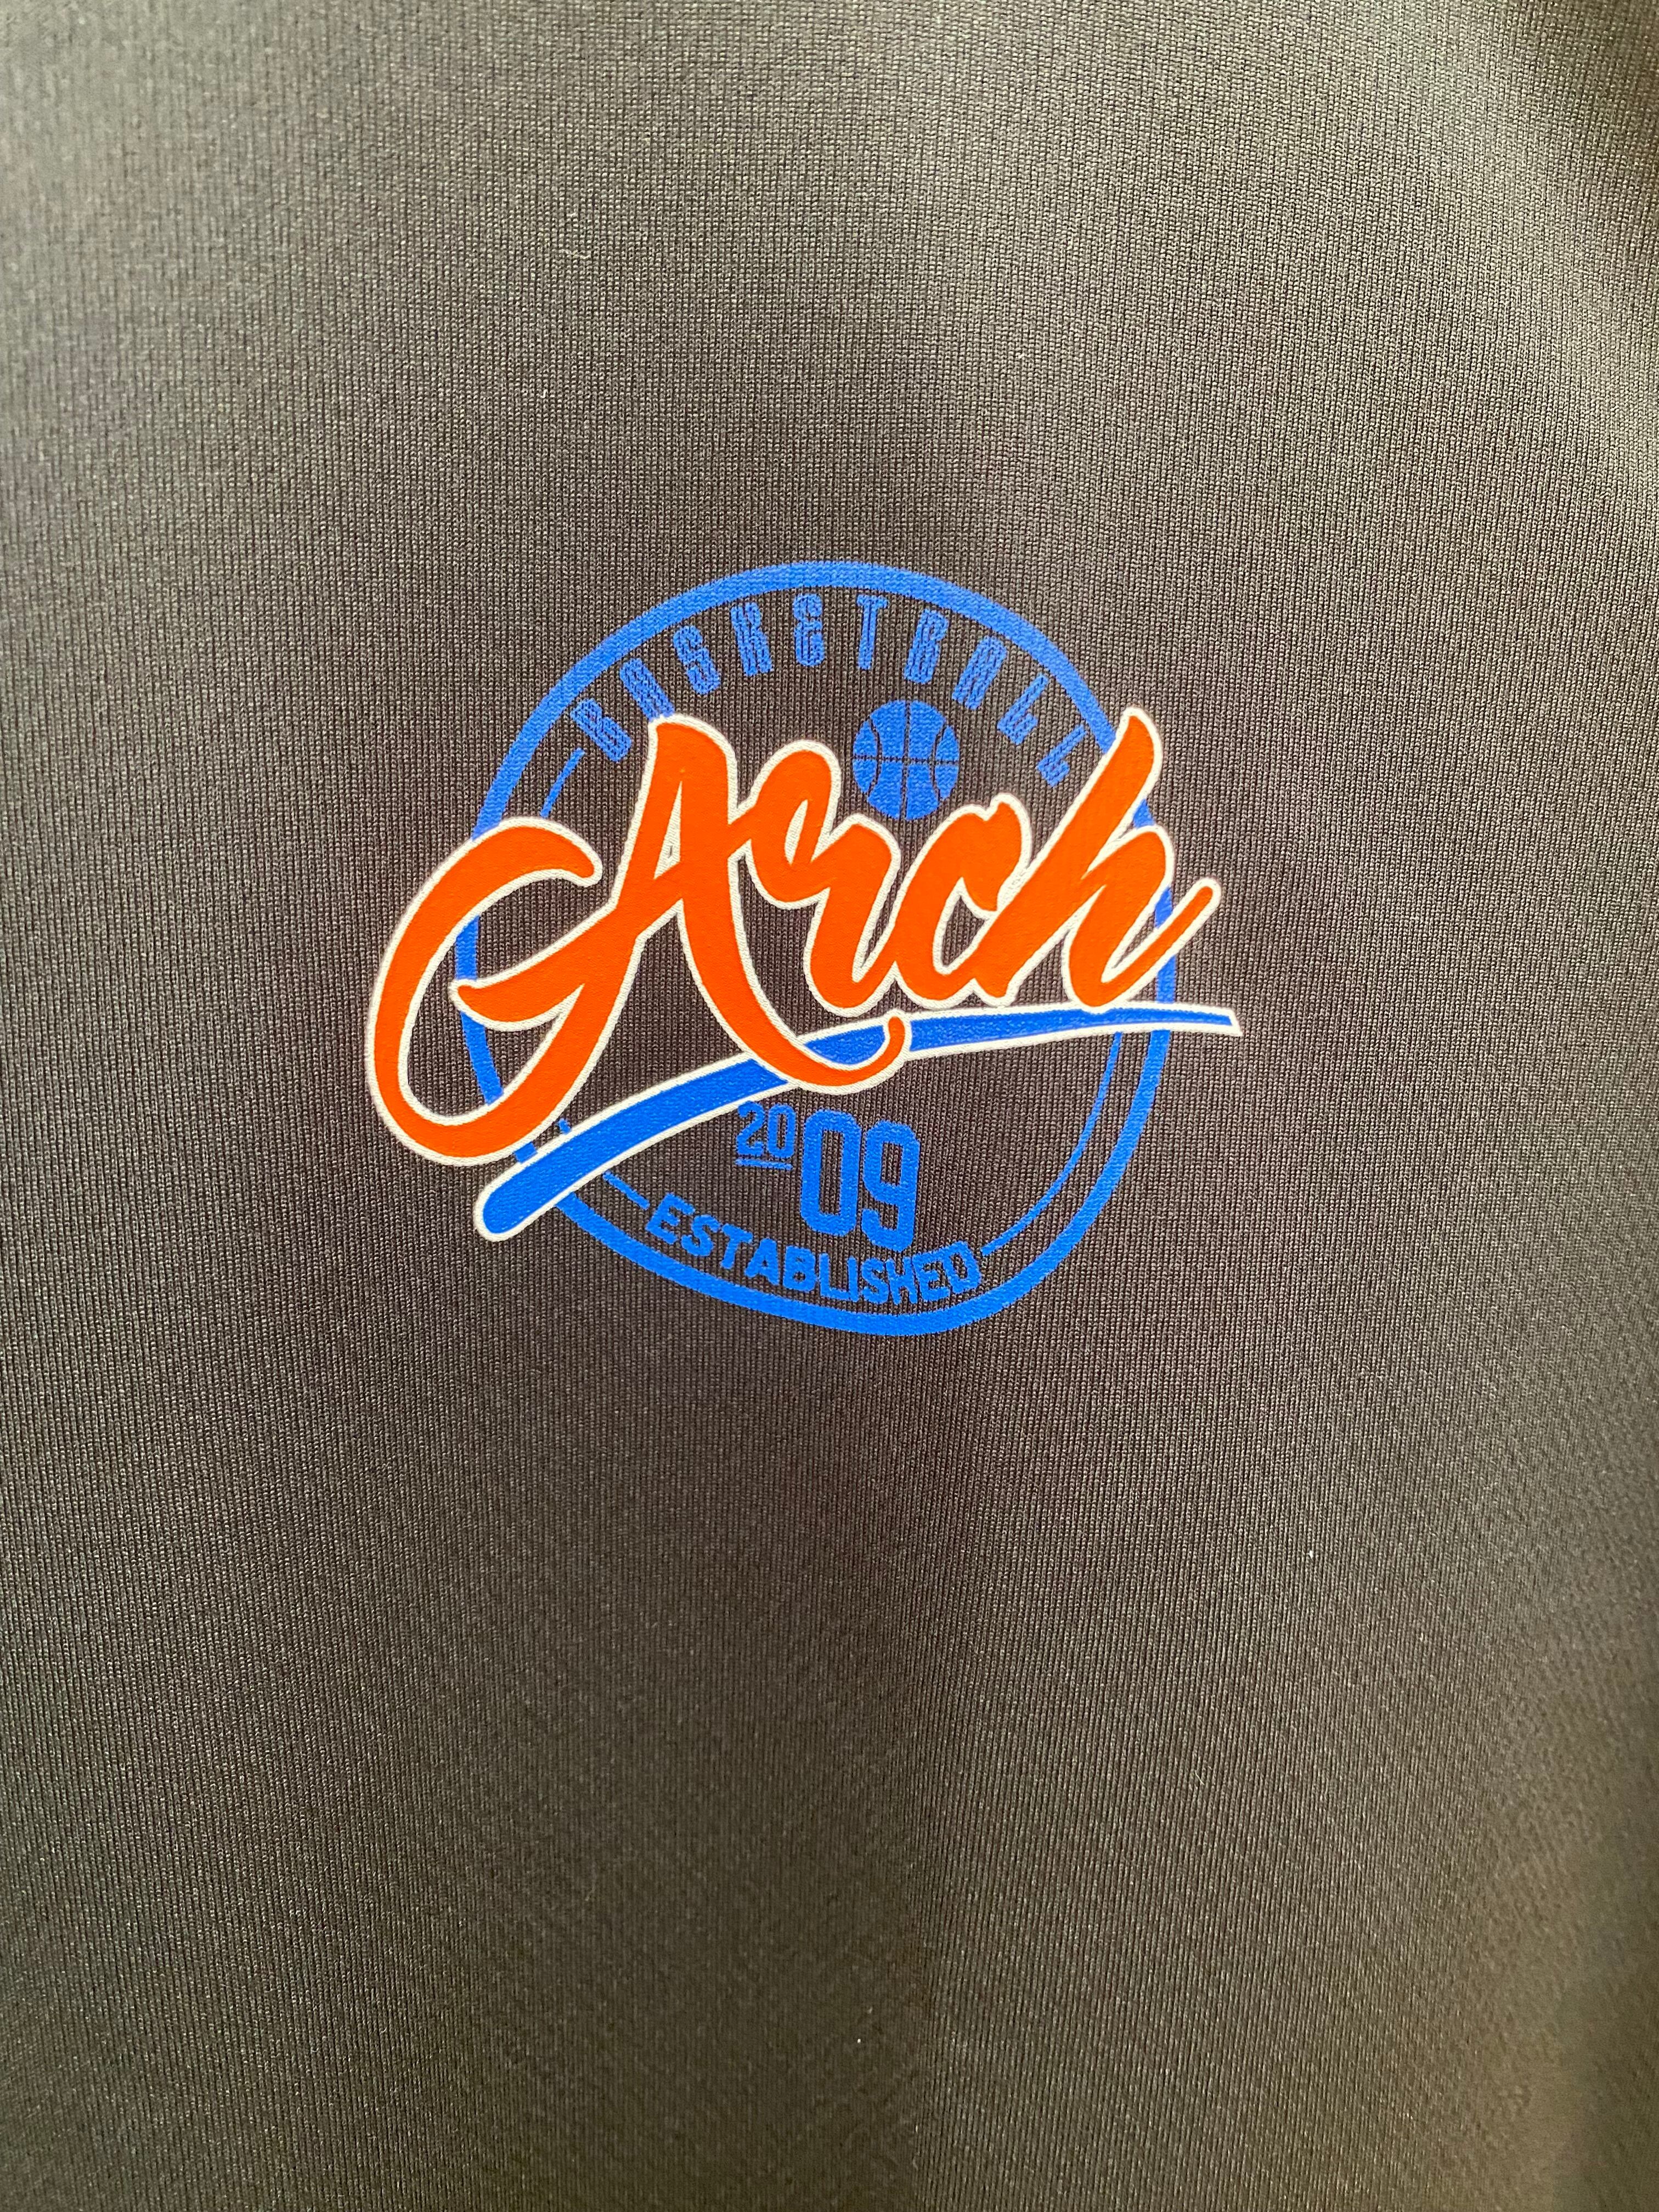 BASKETBALL
Arch
2009
ESTABLISHED